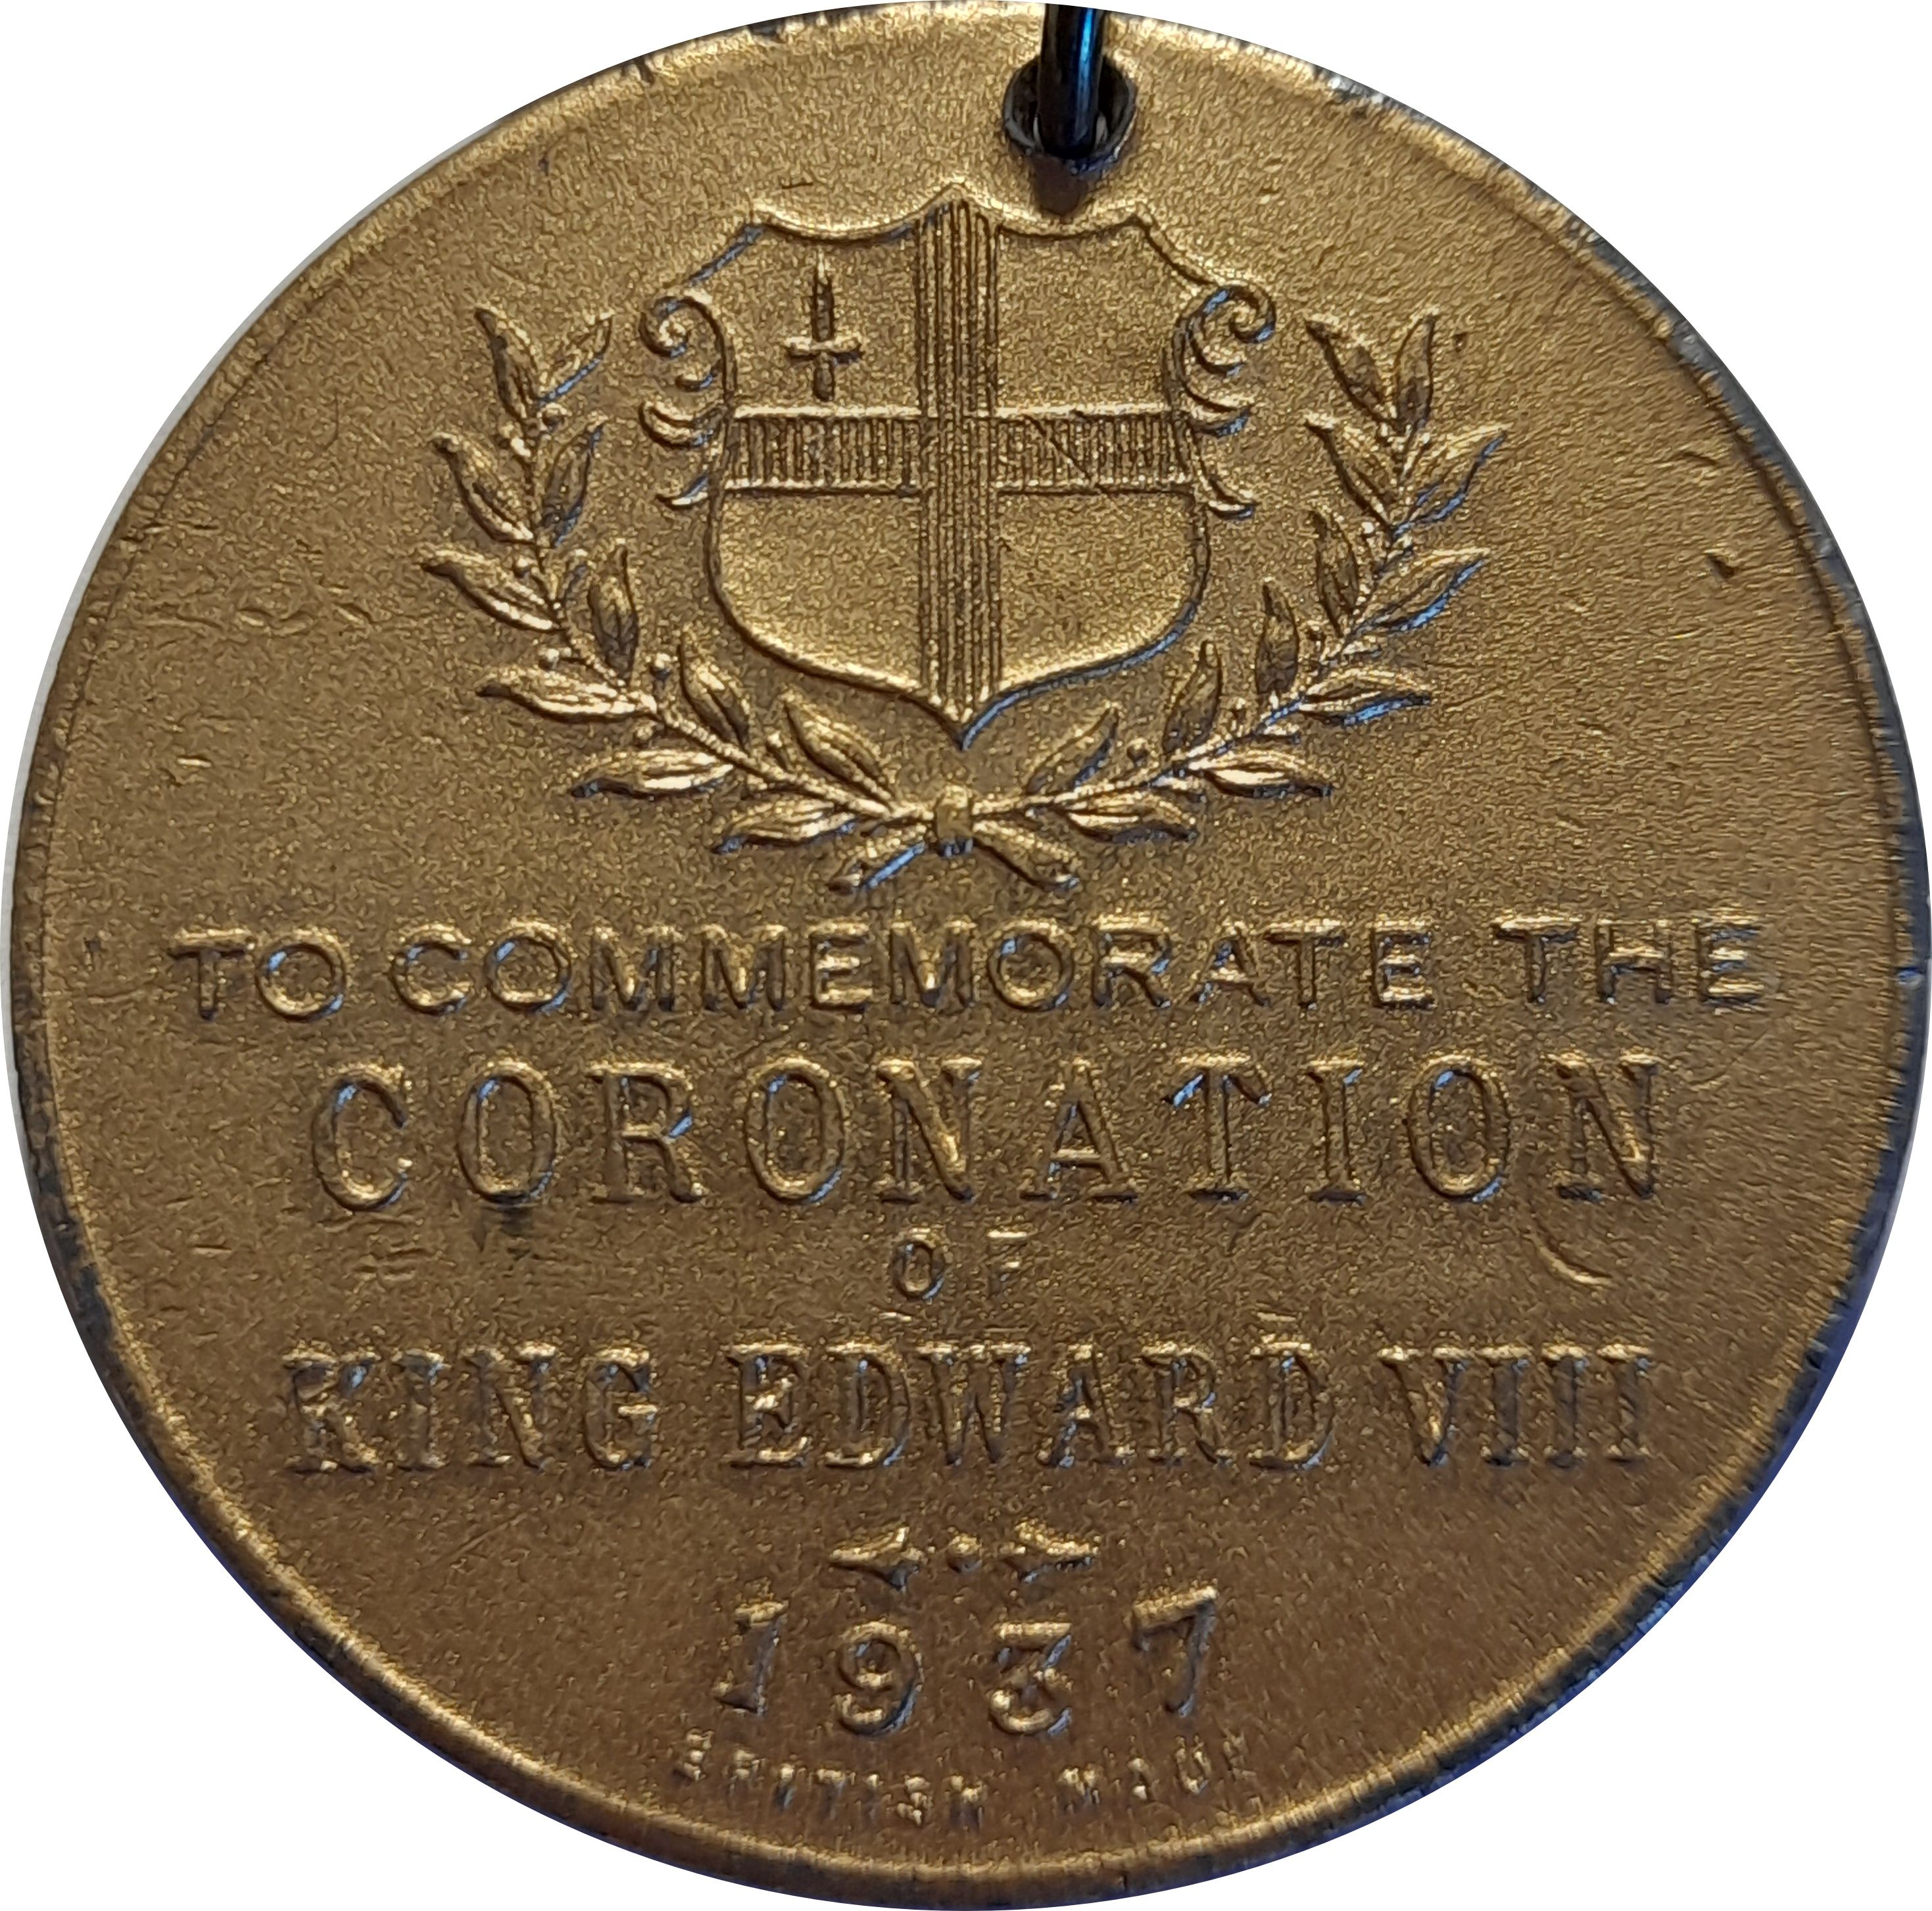 TO COMMEMORATE THE
CORONATION
OF
KING EDWARD VIII
1937
BRITISH MADE